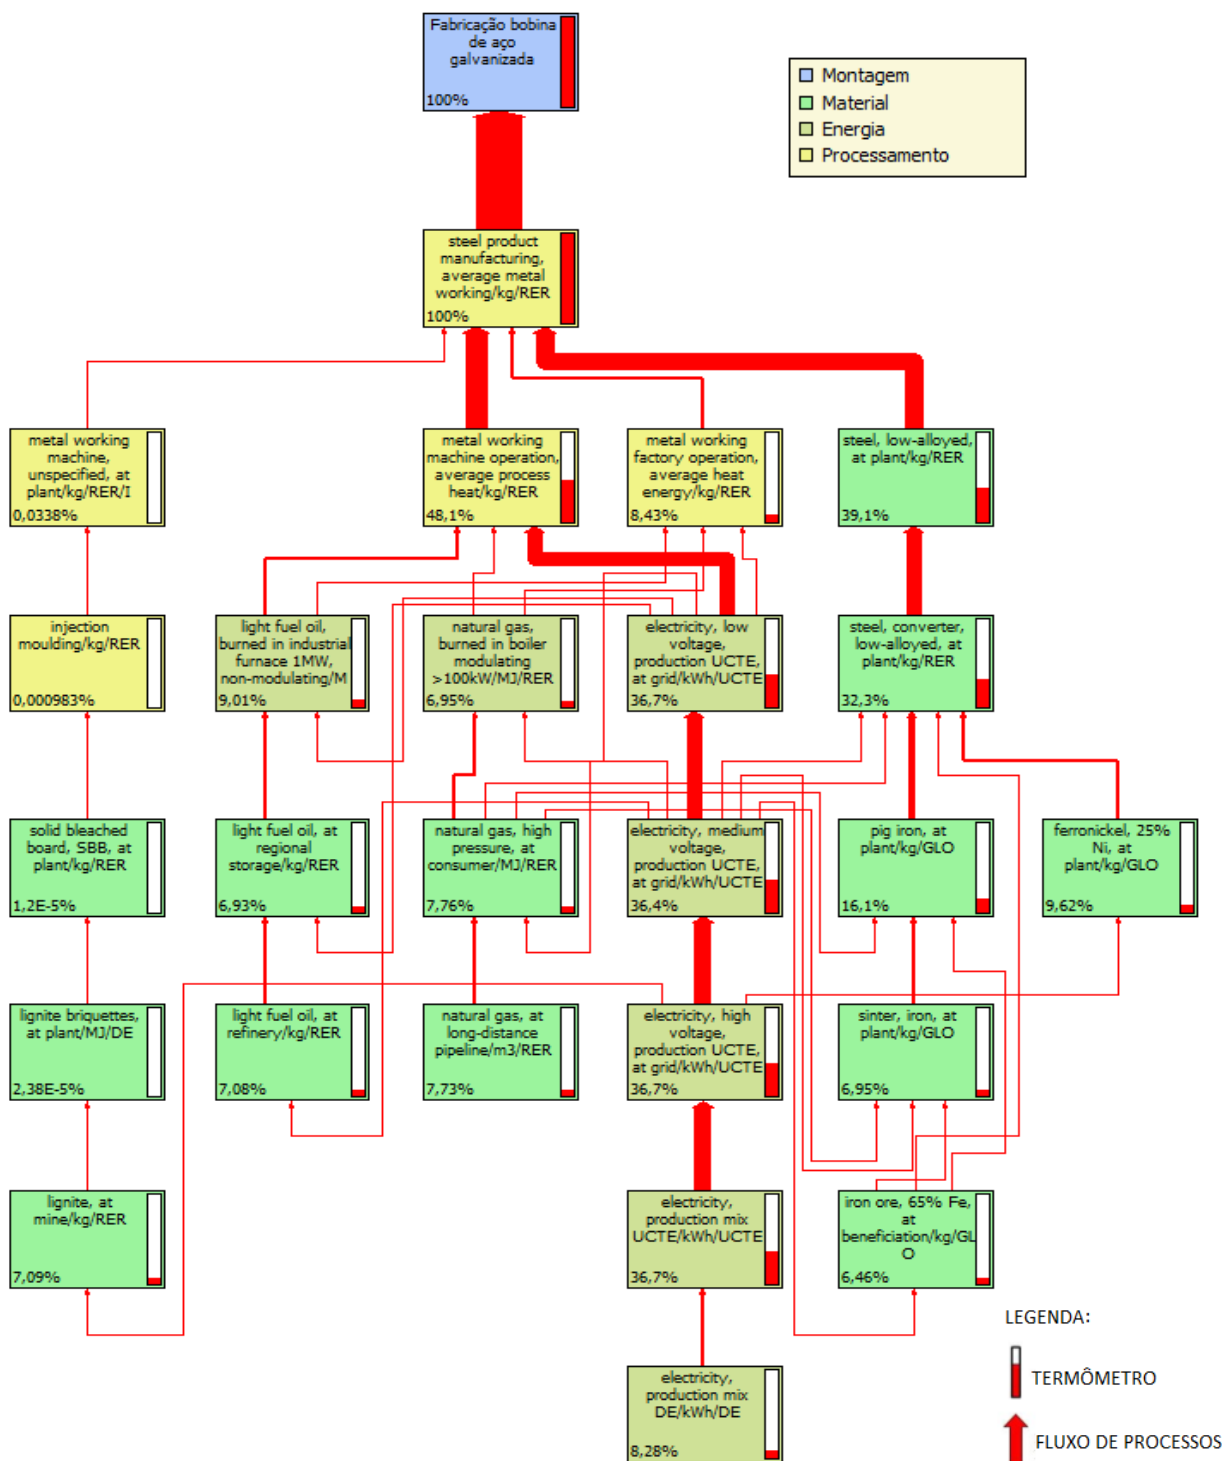 Fabricação bobina
de aço
galvanizada
100%
Montagem
Material
Energia
Processamento
steel product
manufacturing,
average metal
working/kg/RER
100%
metal working
machine,
unspecified, at
plant/kg/RER/I
0,0338%
metal working
machine operation,
average process
heat/kg/RER
48,1%
metal working
factory operation,
average heat
energy/kg/RER
8,43%
steel, low-alloyed,
at plant/kg/RER
39,1%
injection
moulding/kg/RER
0,000983%
light fuel oil,
burned in industrial
furnace 1MW,
non-modulating/M
9,01%
natural gas,
burned in boiler
modulating
>100kW/MJ/RER
6,95%
electricity, low
voltage,
production UCTE,
at grid/kWh/UCTE
36,7%
steel, converter,
low-alloyed, at
plant/kg/RER
32,3%
solid bleached
board, SBB, at
plant/kg/RER
1,2E-5%
light fuel oil, at
regional
storage/kg/RER
6,93%
natural gas, high
pressure, at
consumer/MJ/RER
7,76%
electricity, medium
voltage,
production UCTE,
at grid/kWh/UCTE
36,4%
pig iron, at
plant/kg/GLO
16,1%
ferronickel, 25%
Ni, at
plant/kg/GLO
9,62%
lignite briquettes,
at plant/MJ/DE
2,38E-5%
light fuel oil, at
refinery/kg/RER
7,08%
natural gas, at
long-distance
pipeline/m3/RER
7,73%
electricity, high
voltage,
production UCTE,
at grid/kWh/UCTE
36,7%
sinter, iron, at
plant/kg/GLO
6,95%
lignite, at
mine/kg/RER
7,09%
electricity,
production mix
UCTE/kWh/UCTE
36,7%
iron ore, 65% Fe,
at
beneficiation/kg/GL
O
6,46%
electricity,
production mix
DE/kWh/DE
8,28%
LEGENDA:
TERMÔMETRO
FLUXO DE PROCESSOS